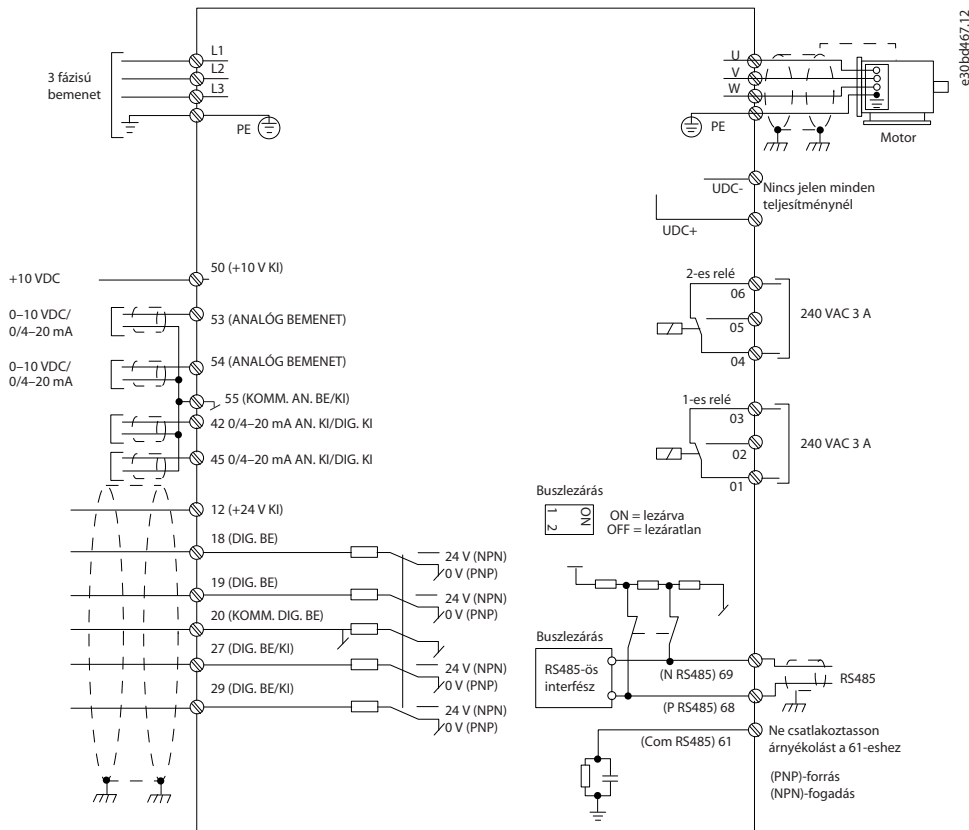 e30bd467.12
3 fázisú
bemenet
L1
L2
L3
PE
U
V
W
PE
Motor
UDC-
Nincs jelen minden
teljesítménynél
UDC+
+10 VDC
50 (+10 V KI)
0–10 VDC/
0/4–20 mA
53 (ANALÓG BEMENET)
0–10 VDC/
0/4–20 mA
54 (ANALÓG BEMENET)
55 (KOMM. AN. BE/KI)
42 0/4–20 mA AN. KI/DIG. KI
45 0/4–20 mA AN. KI/DIG. KI
12 (+24 V KI)
18 (DIG. BE)
24 V (NPN)
0 V (PNP)
19 (DIG. BE)
24 V (NPN)
0 V (PNP)
20 (KOMM. DIG. BE)
27 (DIG. BE/KI)
24 V (NPN)
0 V (PNP)
29 (DIG. BE/KI)
24 V (NPN)
0 V (PNP)
2-es relé
06
05
04
240 VAC 3 A
1-es relé
03
02
01
240 VAC 3 A
Buszlezárás
1
2
ON
ON = lezárva
OFF = lezáratlan
Buszlezárás
RS485-ös
interfész
(N RS485) 69
RS485
(P RS485) 68
(Com RS485) 61
Ne csatlakoztasson
árnyékolást a 61-eshez
(PNP)-forrás
(NPN)-fogadás